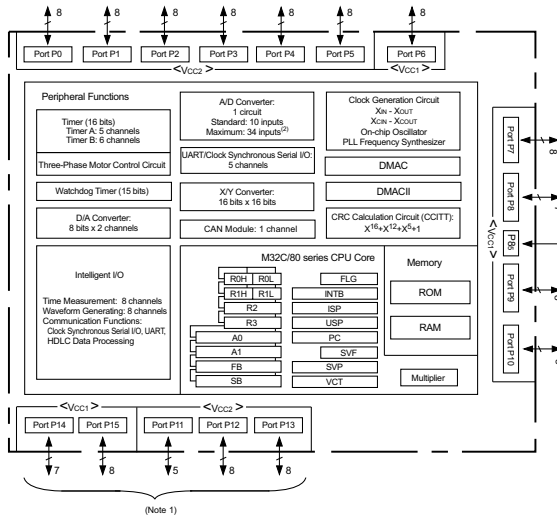 8 8 8 8 8 8 8
Port P0 Port P1 Port P2 Port P3 Port P4 Port P5 Port P6
<VCC2> <VCC1>
Peripheral Functions:
Timer (16 bits)
Timer A: 5 channels
Timer B: 6 channels
Three-Phase Motor Control Circuit
Watchdog Timer (15 bits)
D/A Converter:
8 bits x 2 channels
A/D Converter:
1 circuit
Standard: 10 inputs
Maximum: 34 inputs(2)
UART/Clock Synchronous Serial I/O:
5 channels
X/Y Converter:
16 bits x 16 bits
CAN Module: 1 channel
Clock Generation Circuit
XIN - XOUT
XCIN - XCOUT
On-chip Oscillator
PLL Frequency Synthesizer
DMAC
DMACII
CRC Calculation Circuit (CCITT):
X16+X12+X5+1
Intelligent I/O
Time Measurement: 8 channels
Waveform Generating: 8 channels
Communication Functions:
Clock Synchronous Serial I/O, UART,
HDLC Data Processing
M32C/80 series CPU Core
R0H R0L
R1H R1L
R2
R3
A0
A1
FB
SB
FLG
INTB
ISP
USP
PC
SVF
SVP
VCT
Memory
ROM
RAM
Multiplier
<VCC1>
Port P7
8
Port P8
P85
Port P9
Port P10
<VCC1> <VCC2>
Port P14 Port P15 Port P11 Port P12 Port P13
7 8 5 8 8
(Note 1)